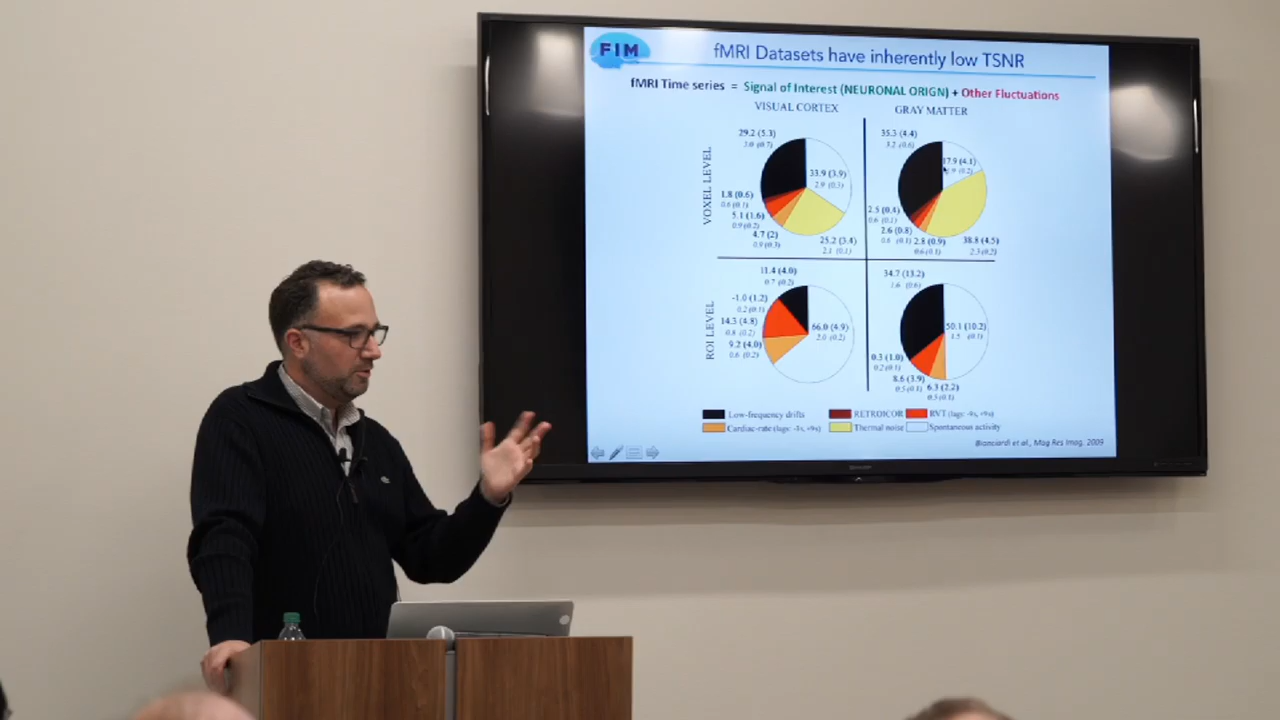 FIM
fMRI Datasets have inherently low TSNR
fMRI Time series = Signal of Interest (NEURONAL ORIGN) + Other Fluctuations
VISUAL CORTEX
GRAY MATTER
VOXEL LEVEL
29.2 (5.3)
3.0 (0.7)
33.9 (3.9)
2.9 (0.3)
1.8 (0.6)
0.6 (0.1)
5.1 (1.6)
0.9 (0.2)
4.7 (2)
0.9 (0.3)
25.2 (3.4)
2.1 (0.1)
35.3 (4.4)
3.2 (0.6)
17.9 (4.1)
(0.2)
2.5 (0.4)
0.6 (0.1)
2.6 (0.8)
0.6 (0.1)
2.8 (0.9)
0.6 (0.1)
38.8 (4.5)
2.3 (0.2)
ROI LEVEL
11.4 (4.0)
0.7 (0.2)
-1.0 (1.2)
0.2 (0.1)
14.3 (4.8)
0.8 (0.2)
9.2 (4.0)
0.6 (0.2)
66.0 (4.9)
2.0 (0.2)
34.7 (13.2)
1.6 (0.6)
50.1 (10.2)
1.5 (0.1)
0.3 (1.0)
0.2 (0.1)
8.6 (3.9)
0.5 (0.1)
6.3 (2.2)
0.5 (0.1)
Low-frequency drifts
RETROICOR
RVT (lags: -4s, +9s)
Cardiac-rate (lags: -4s, +9s)
Thermal noise
Spontaneous activity
Bianciardi et al., Mag Res Imag. 2009
SHARP